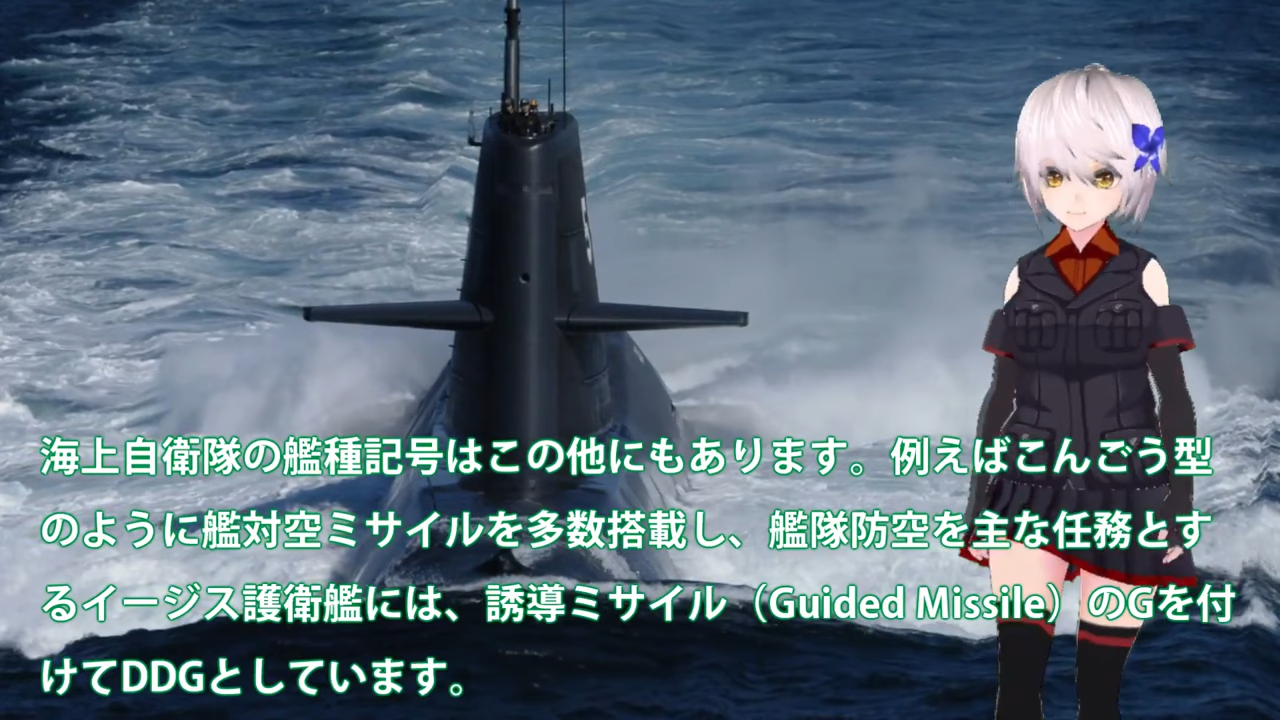 海上自衛隊の艦種記号はこの他にもあります。例えばこんごう型
のように艦対空ミサイルを多数搭載し、艦隊防空を主な任務とす
るイージス護衛艦には、誘導ミサイル（Guided Missile）のGを付
けてDDGとしています。